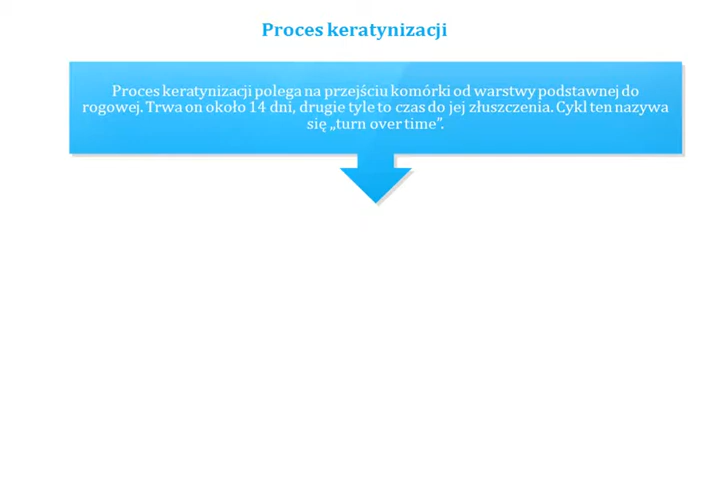 Proces keratynizacji
Proces keratynizacji polega na przejściu komórki od warstwy podstawnej do
rogowej. Trwa on około 14 dni, drugie tyle to czas do jej złuszczenia. Cykl ten nazywa
się „turn over time”.